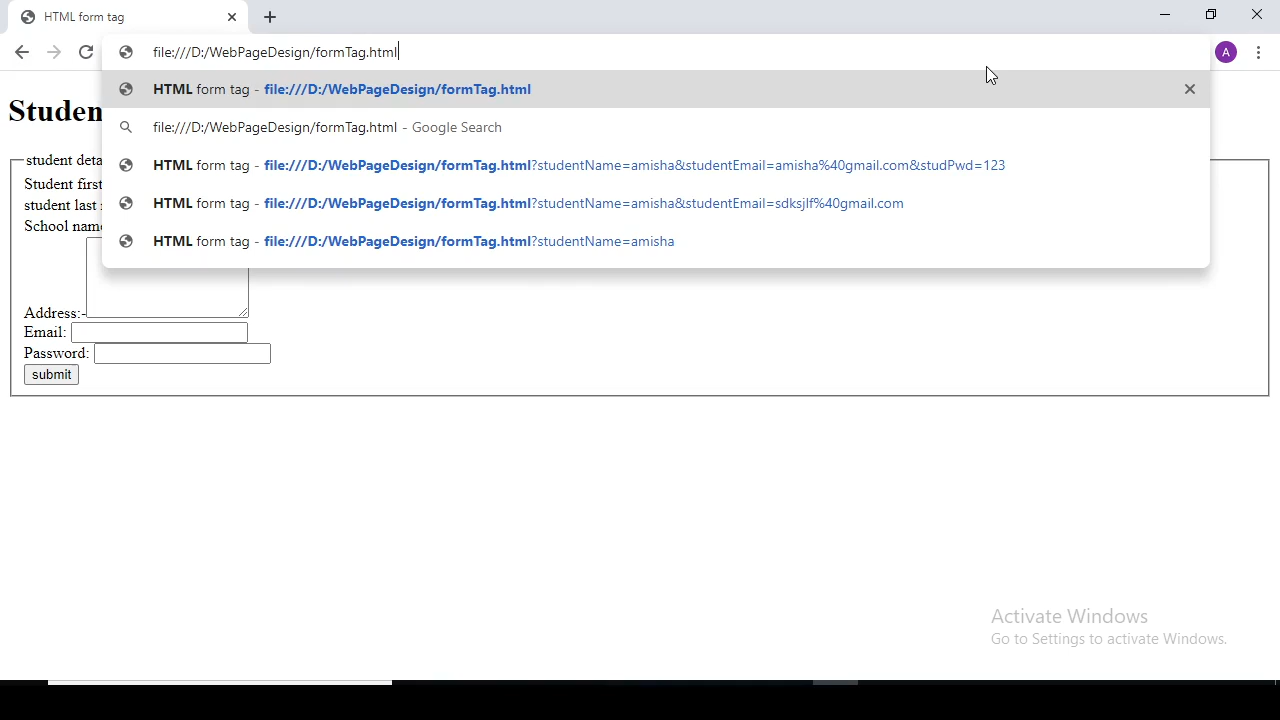 HTML form tag
file:///D:/WebPageDesign/formTag.html
HTML form tag - file:///D:/WebPageDesign/formTag.html
file:///D:/WebPageDesign/formTag.html - Google Search
HTML form tag - file:///D:/WebPageDesign/formTag.html?studentName=amisha&studentEmail=amisha%40gmail.com&studPwd=123
HTML form tag - file:///D:/WebPageDesign/formTag.html?studentName=amisha&studentEmail=sdksjlf%40gmail.com
HTML form tag - file:///D:/WebPageDesign/formTag.html?studentName=amisha
A
Studen
student deta
Student first
student last
School name
Address:-
Email:
Password:
submit
Activate Windows
Go to Settings to activate Windows.